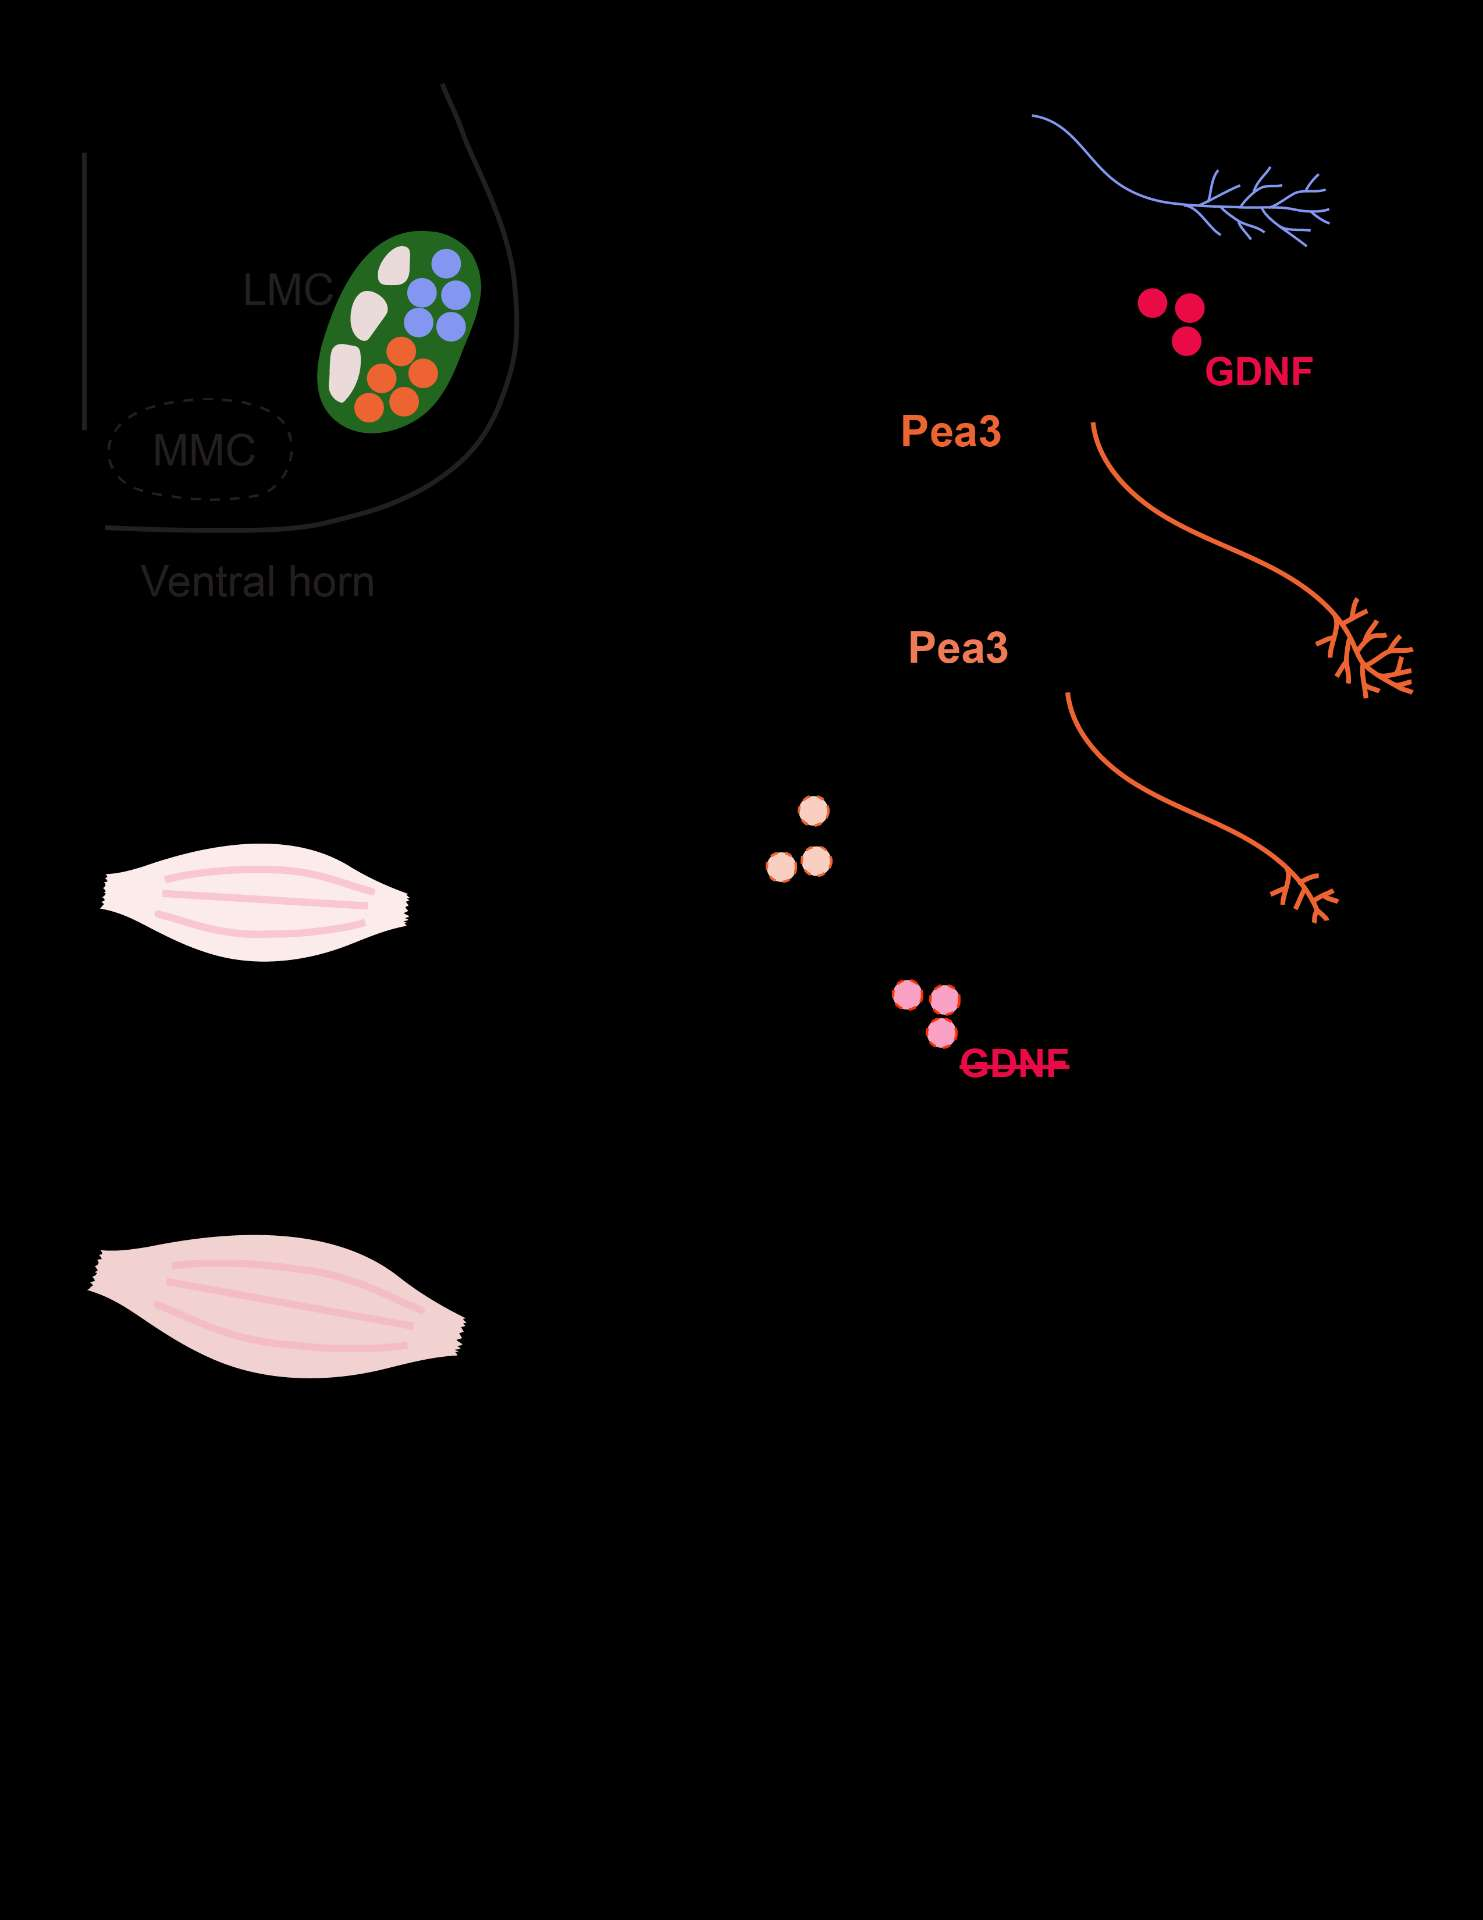 LMC
MMC
Ventral horn
GDNF
Pea3
Pea3
GDNF